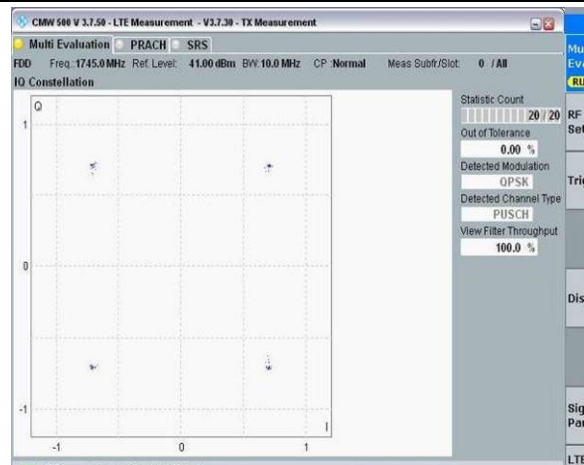 CMW 500 V 3.7.50 - LTE Measurement - V3.7.30 - TX Measurement
Multi Evaluation PRACH SRS
FDD Freq.:1745.0 MHz Ref. Level: 41.00 dBm BW: 10.0 MHz CP :Normal Meas Subfr./Slot: 0 / All
IQ Constellation
Q
1
0
-1
-1 0 1
I
Statistic Count
20 / 20
Out of Tolerance
0.00 %
Detected Modulation
QPSK
Detected Channel Type
PUSCH
View Filter Throughput
100.0 %
RF
LTE